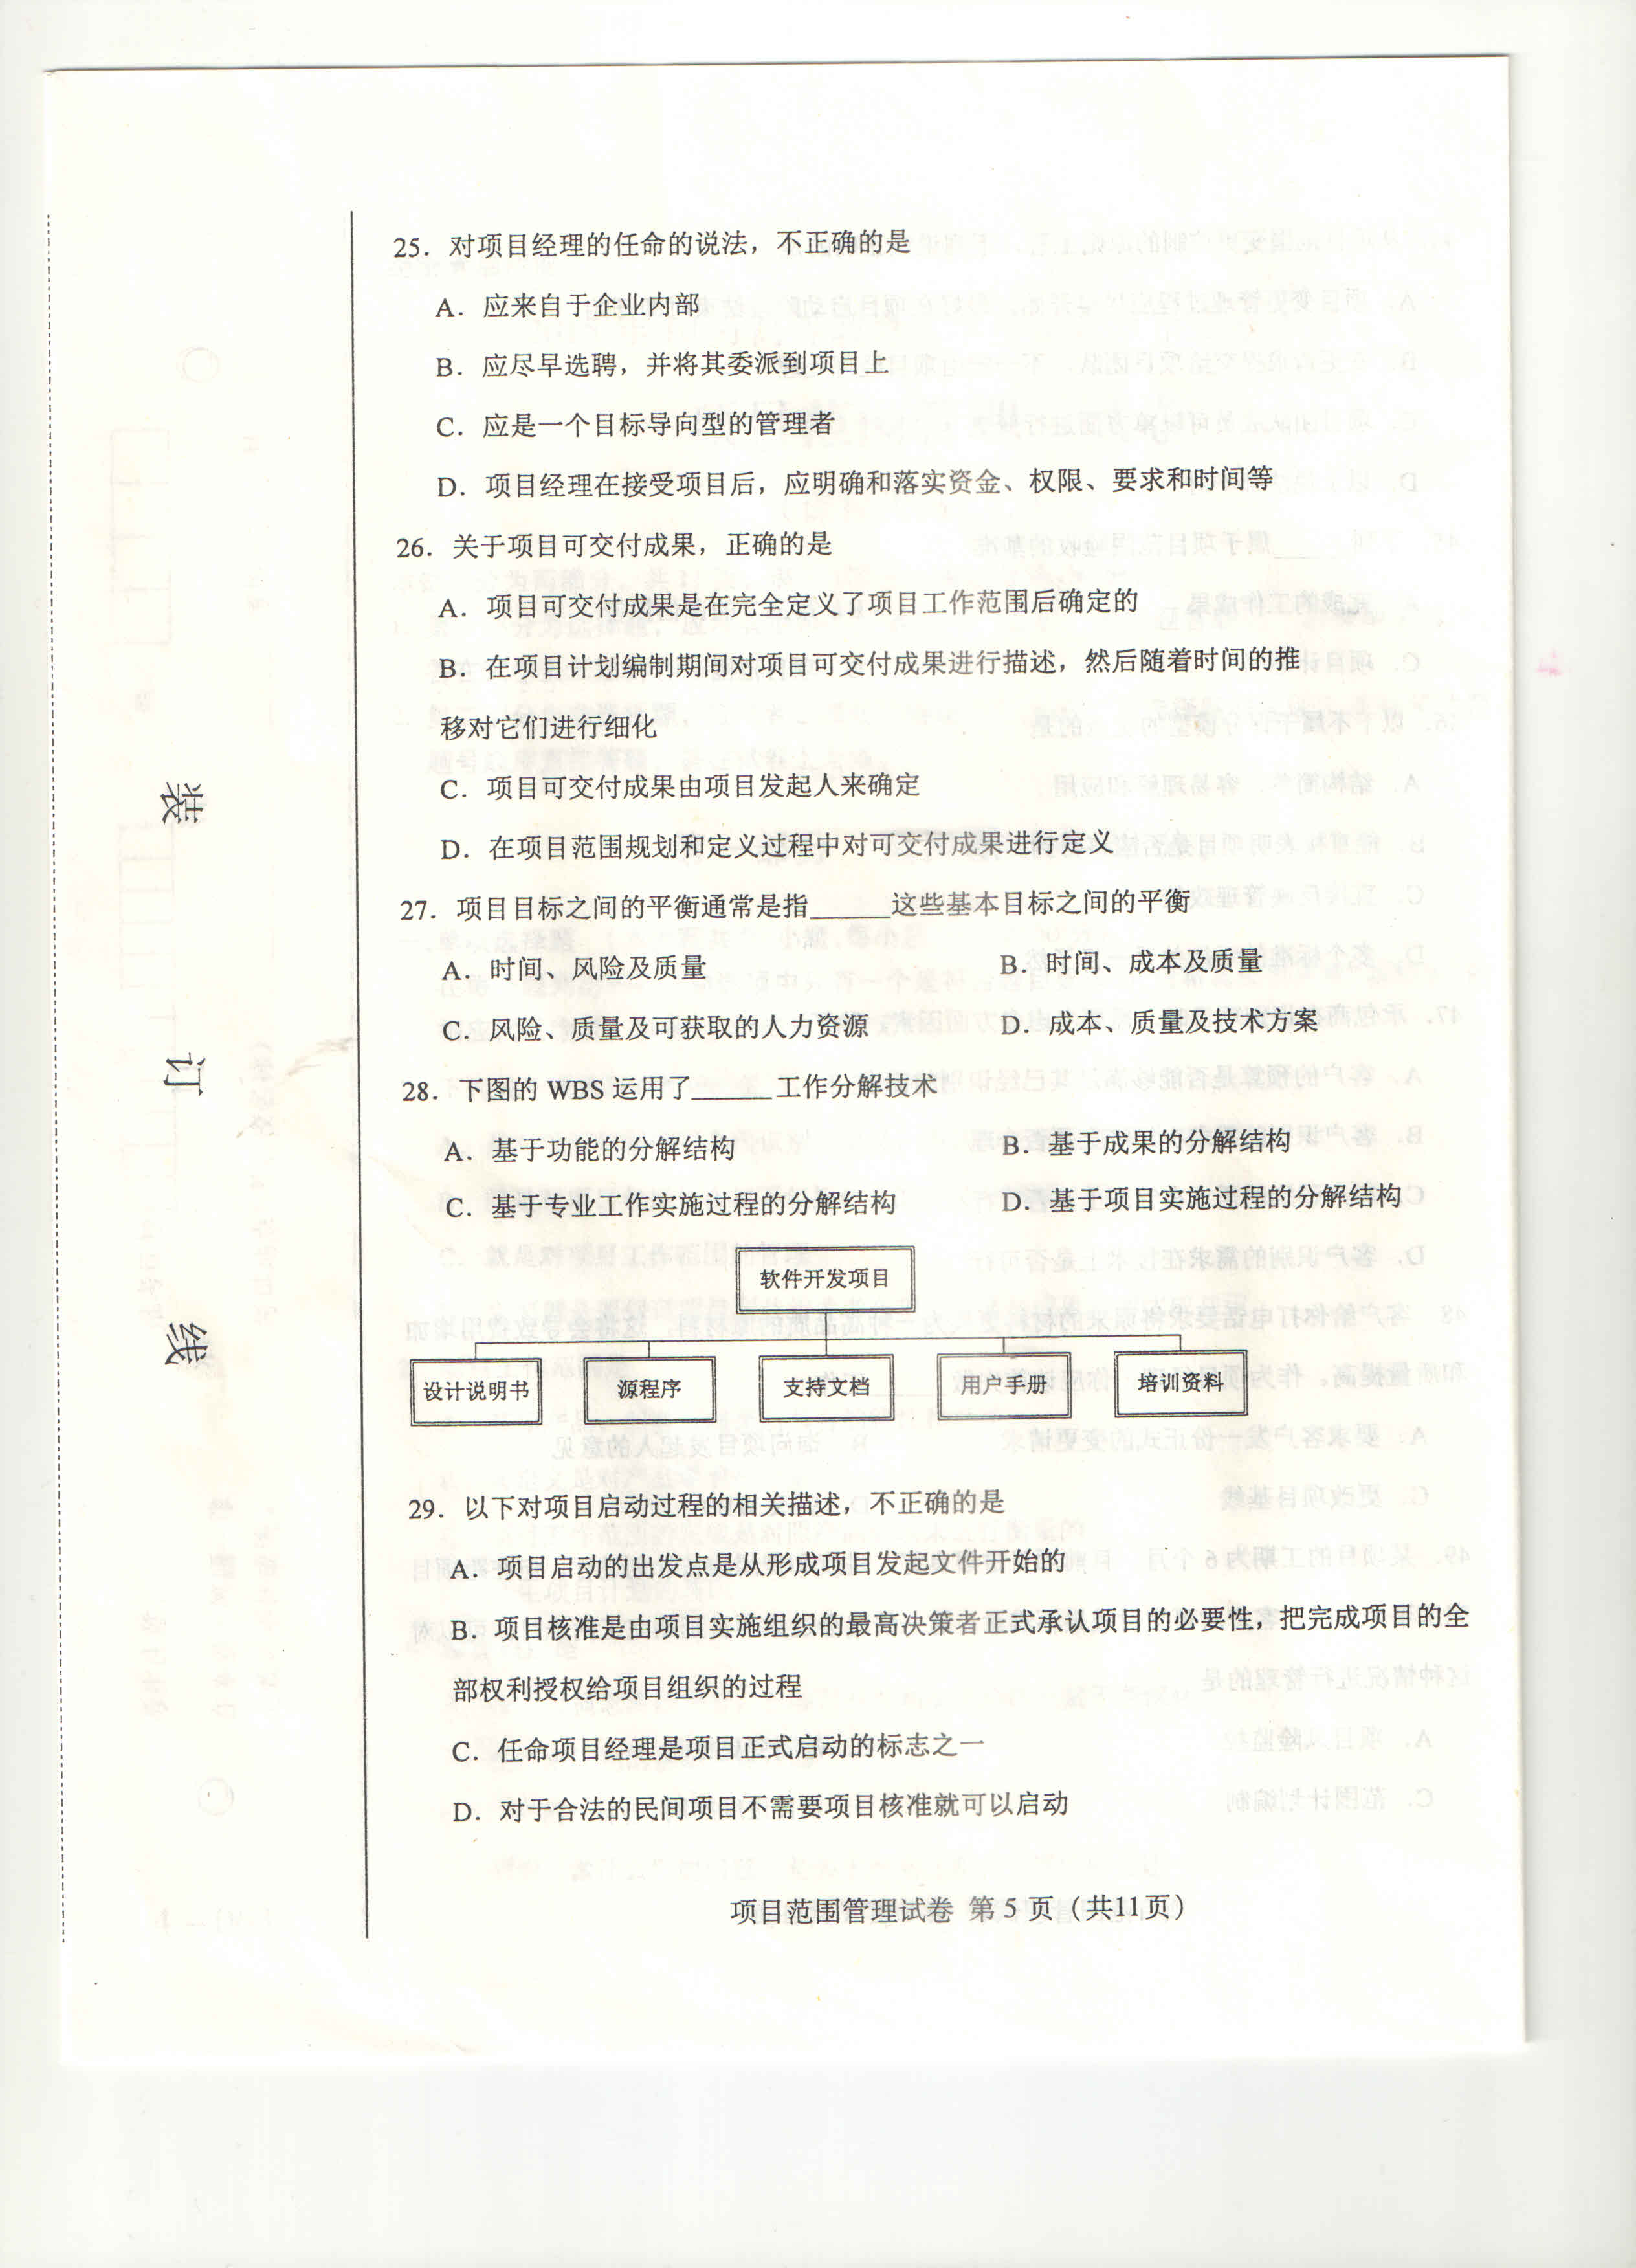 25．对项目经理的任命的说法，不正确的是
A．应来自于企业内部
B．应尽早选聘，并将其委派到项目上
C．应是一个目标导向型的管理者
D．项目经理在接受项目后，应明确和落实资金、权限、要求和时间等
26．关于项目可交付成果，正确的是
A．项目可交付成果是在完全定义了项目工作范围后确定的
B．在项目计划编制期间对项目可交付成果进行描述，然后随着时间的推
移对它们进行细化
C．项目可交付成果由项目发起人来确定
D．在项目范围规划和定义过程中对可交付成果进行定义
27．项目目标之间的平衡通常是指______这些基本目标之间的平衡
A．时间、风险及质量 B．时间、成本及质量
C．风险、质量及可获取的人力资源 D．成本、质量及技术方案
28．下图的 WBS 运用了______工作分解技术
A．基于功能的分解结构 B．基于成果的分解结构
C．基于专业工作实施过程的分解结构 D．基于项目实施过程的分解结构
软件开发项目
设计说明书 源程序 支持文档 用户手册 培训资料
29．以下对项目启动过程的相关描述，不正确的是
A．项目启动的出发点是从形成项目发起文件开始的
B．项目核准是由项目实施组织的最高决策者正式承认项目的必要性，把完成项目的全
部权利授权给项目组织的过程
C．任命项目经理是项目正式启动的标志之一
D．对于合法的民间项目不需要项目核准就可以启动
项目范围管理试卷 第 5 页（共11页）
装
订
线